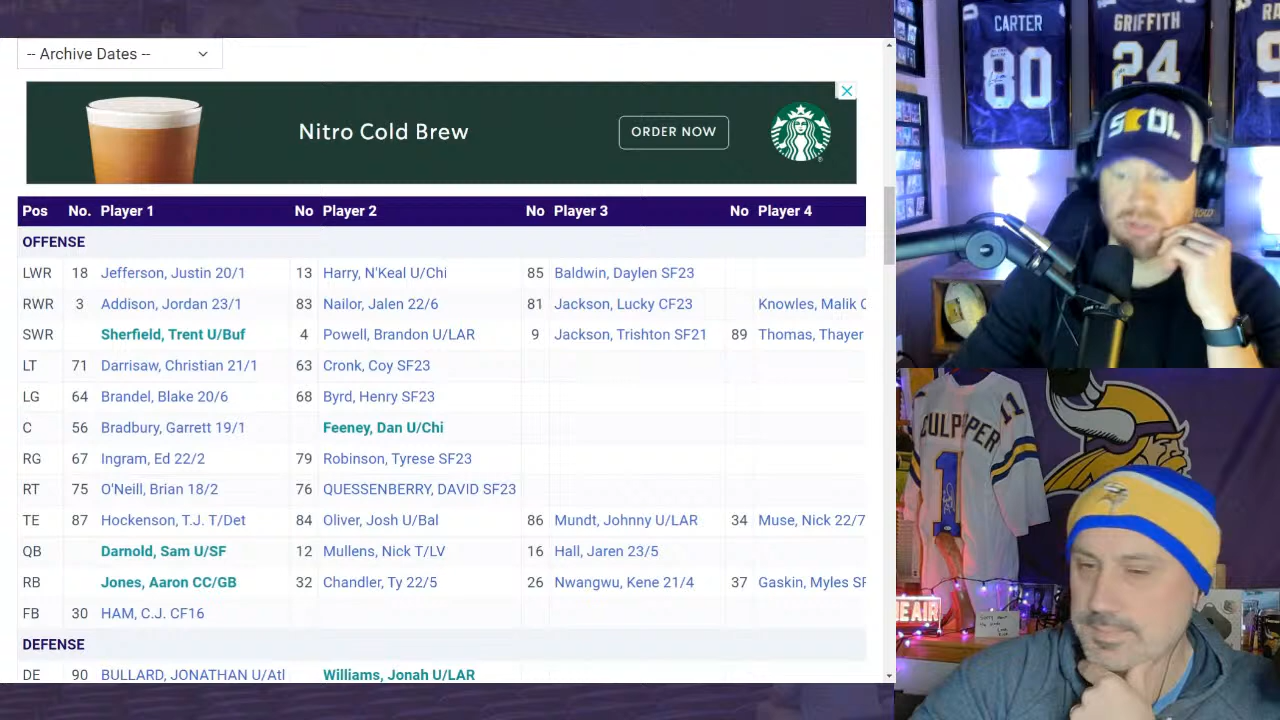 -- Archive Dates --
Nitro Cold Brew
ORDER NOW
Pos No. Player 1 No Player 2 No Player 3 No Player 4
OFFENSE
LWR 18 Jefferson, Justin 20/1 13 Harry, N'Keal U/Chi 85 Baldwin, Daylen SF23
RWR 3 Addison, Jordan 23/1 83 Nailor, Jalen 22/6 81 Jackson, Lucky CF23 Knowles, Malik C
SWR Sherfield, Trent U/Buf 4 Powell, Brandon U/LAR 9 Jackson, Trishton SF21 89 Thomas, Thayer
LT 71 Darrisaw, Christian 21/1 63 Cronk, Coy SF23
LG 64 Brandel, Blake 20/6 68 Byrd, Henry SF23
C 56 Bradbury, Garrett 19/1 Feeney, Dan U/Chi
RG 67 Ingram, Ed 22/2 79 Robinson, Tyrese SF23
RT 75 O'Neill, Brian 18/2 76 QUESSENBERRY, DAVID SF23
TE 87 Hockenson, T.J. T/Det 84 Oliver, Josh U/Bal 86 Mundt, Johnny U/LAR 34 Muse, Nick 22/7
QB Darnold, Sam U/SF 12 Mullens, Nick T/LV 16 Hall, Jaren 23/5
RB Jones, Aaron CC/GB 32 Chandler, Ty 22/5 26 Nwangwu, Kene 21/4 37 Gaskin, Myles SF
FB 30 HAM, C.J. CF16
DEFENSE
DE 90 BULLARD, JONATHAN U/Atl Williams, Jonah U/LAR
CARTER
80
GRIFFITH
24
SKOL
CULPEPPER
11
1